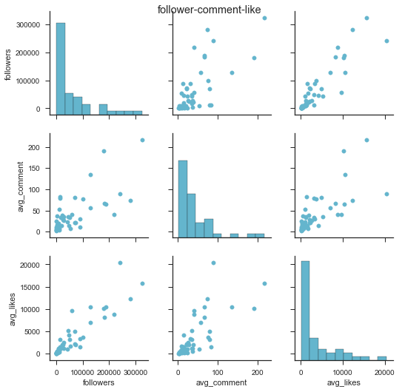 follower-comment-like
followers
300000
200000
100000
0
avg_comment
200
150
100
50
0
avg_likes
20000
15000
10000
5000
0
0 100000 200000 300000
followers
0 100 200
avg_comment
0 10000 20000
avg_likes